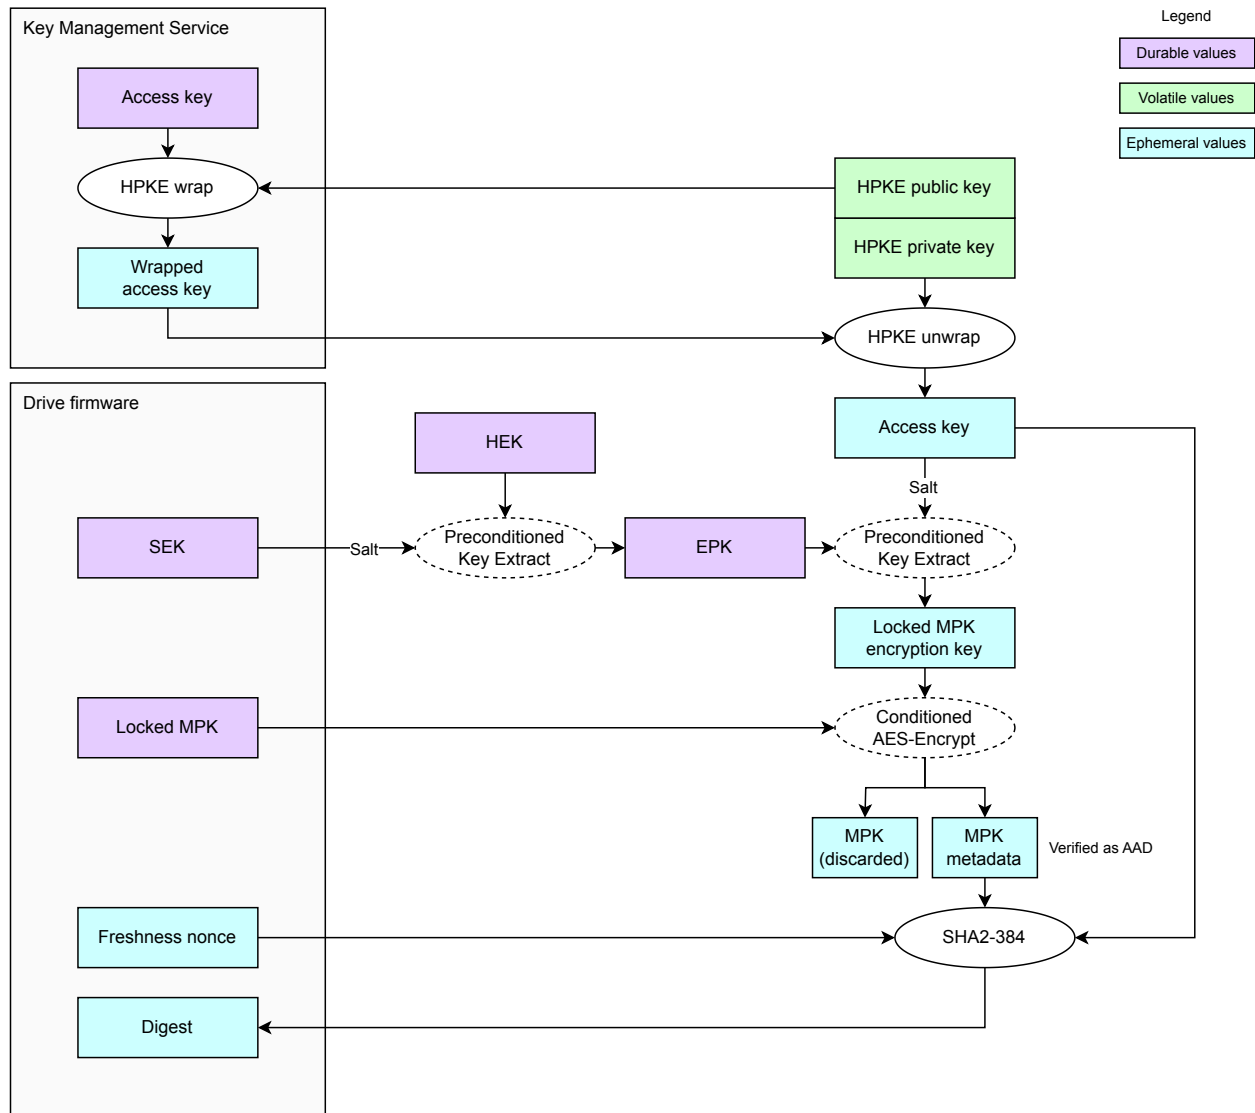 Key Management Service
Legend
Durable values
Volatile values
Ephemeral values
Access key
HPKE wrap
Wrapped
access key
HPKE public key
HPKE private key
HPKE unwrap
Access key
Drive firmware
HEK
Salt
SEK
Salt
Preconditioned
Key Extract
EPK
Preconditioned
Key Extract
Locked MPK
encryption key
Locked MPK
Conditioned
AES-Encrypt
MPK
(discarded)
MPK
metadata
Verified as AAD
Freshness nonce
SHA2-384
Digest